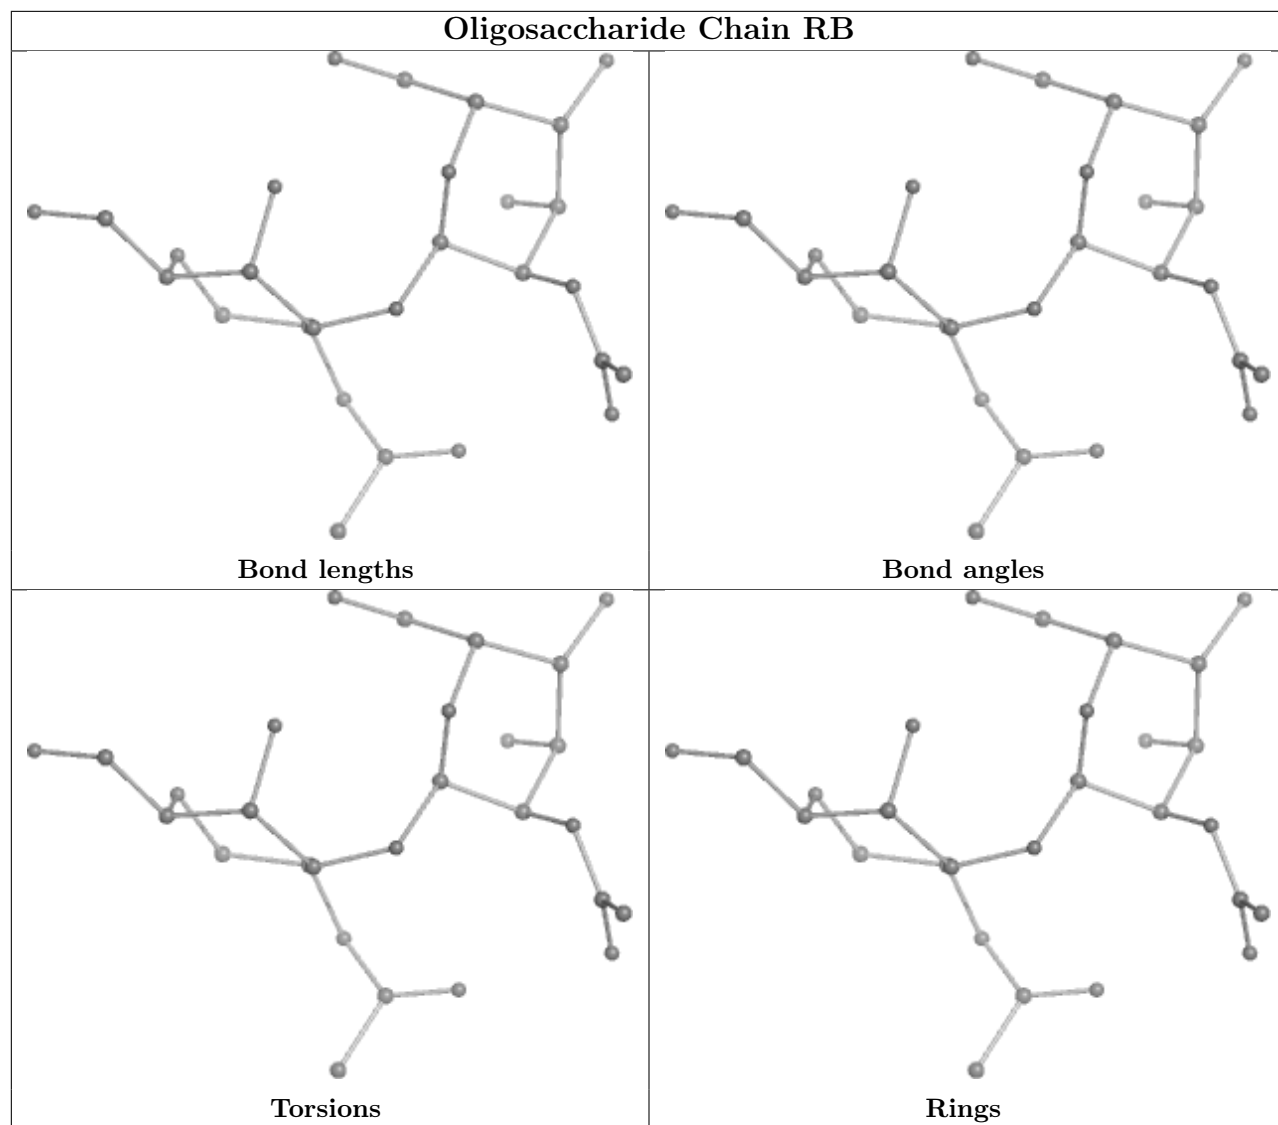 Oligosaccharide Chain RB
Bond lengths
Bond angles
Torsions
Rings